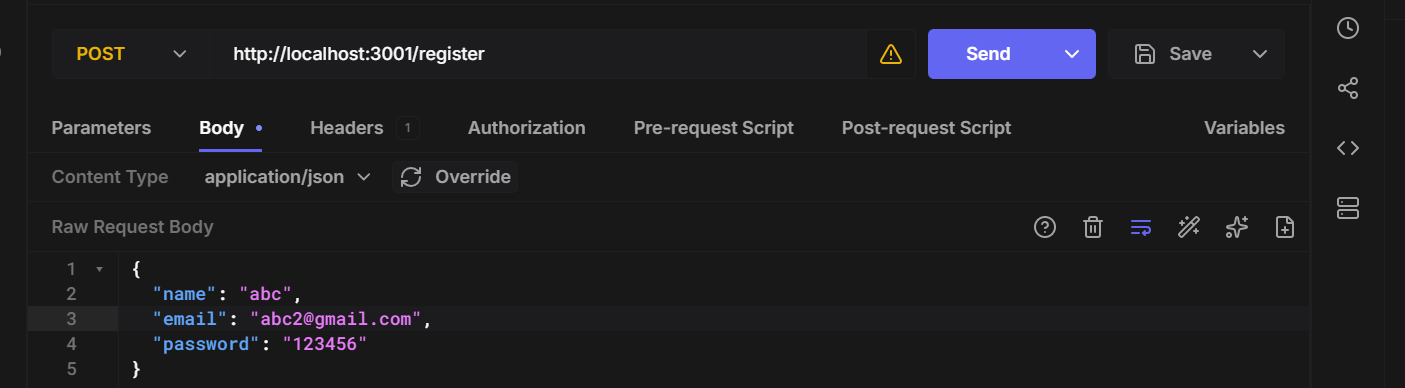 POST http://localhost:3001/register Send Save
Parameters Body Headers 1 Authorization Pre-request Script Post-request Script Variables
Content Type application/json Override
Raw Request Body
1 {
2 "name": "abc",
3 "email": "abc2@gmail.com",
4 "password": "123456"
5 }